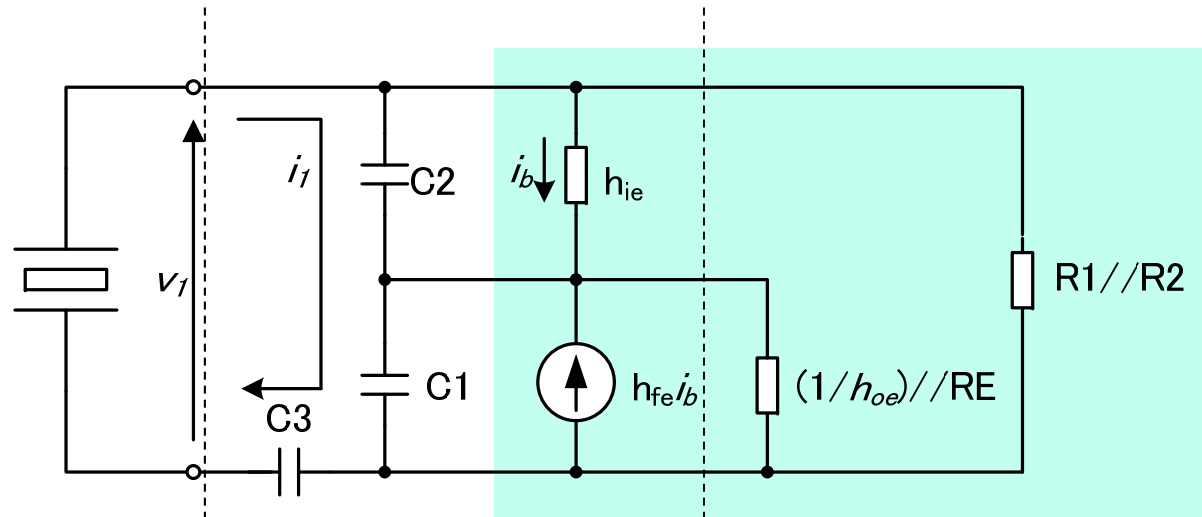 i1
C2
ib
hie
v1
R1//R2
C1
hfeib
(1/hoe)//RE
C3